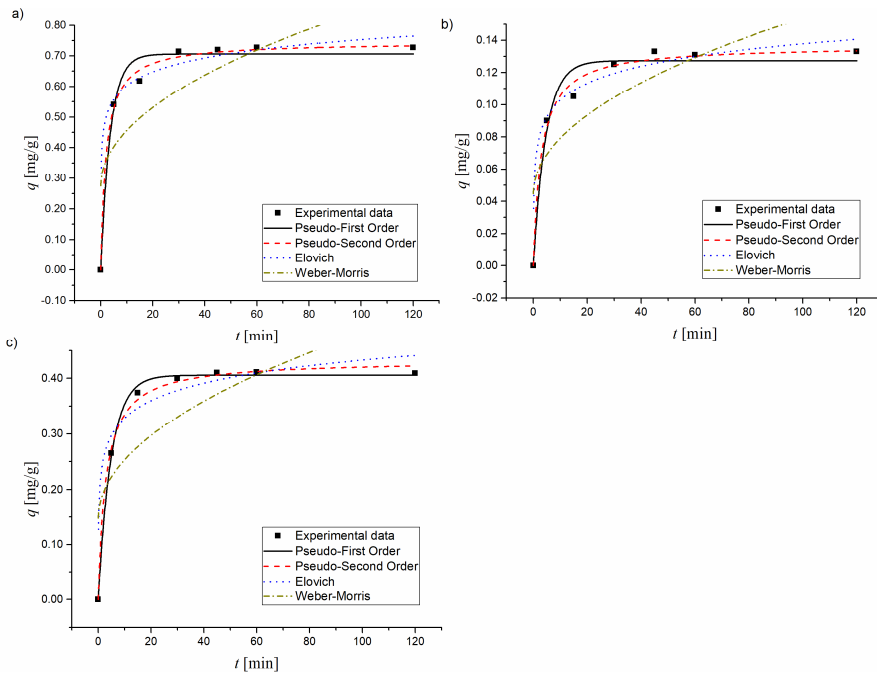 a)
0.80
0.70
0.60
0.50
0.40
0.30
0.20
0.10
0.00
-0.10
q [mg/g]
0 20 40 60 80 100 120
t [min]
Experimental data
Pseudo-First Order
Pseudo-Second Order
Elovich
Weber-Morris
b)
0.14
0.12
0.10
0.08
0.06
0.04
0.02
0.00
-0.02
q [mg/g]
0 20 40 60 80 100 120
t [min]
Experimental data
Pseudo-First Order
Pseudo-Second Order
Elovich
Weber-Morris
c)
0.40
0.30
0.20
0.10
0.00
q [mg/g]
0 20 40 60 80 100 120
t [min]
Experimental data
Pseudo-First Order
Pseudo-Second Order
Elovich
Weber-Morris